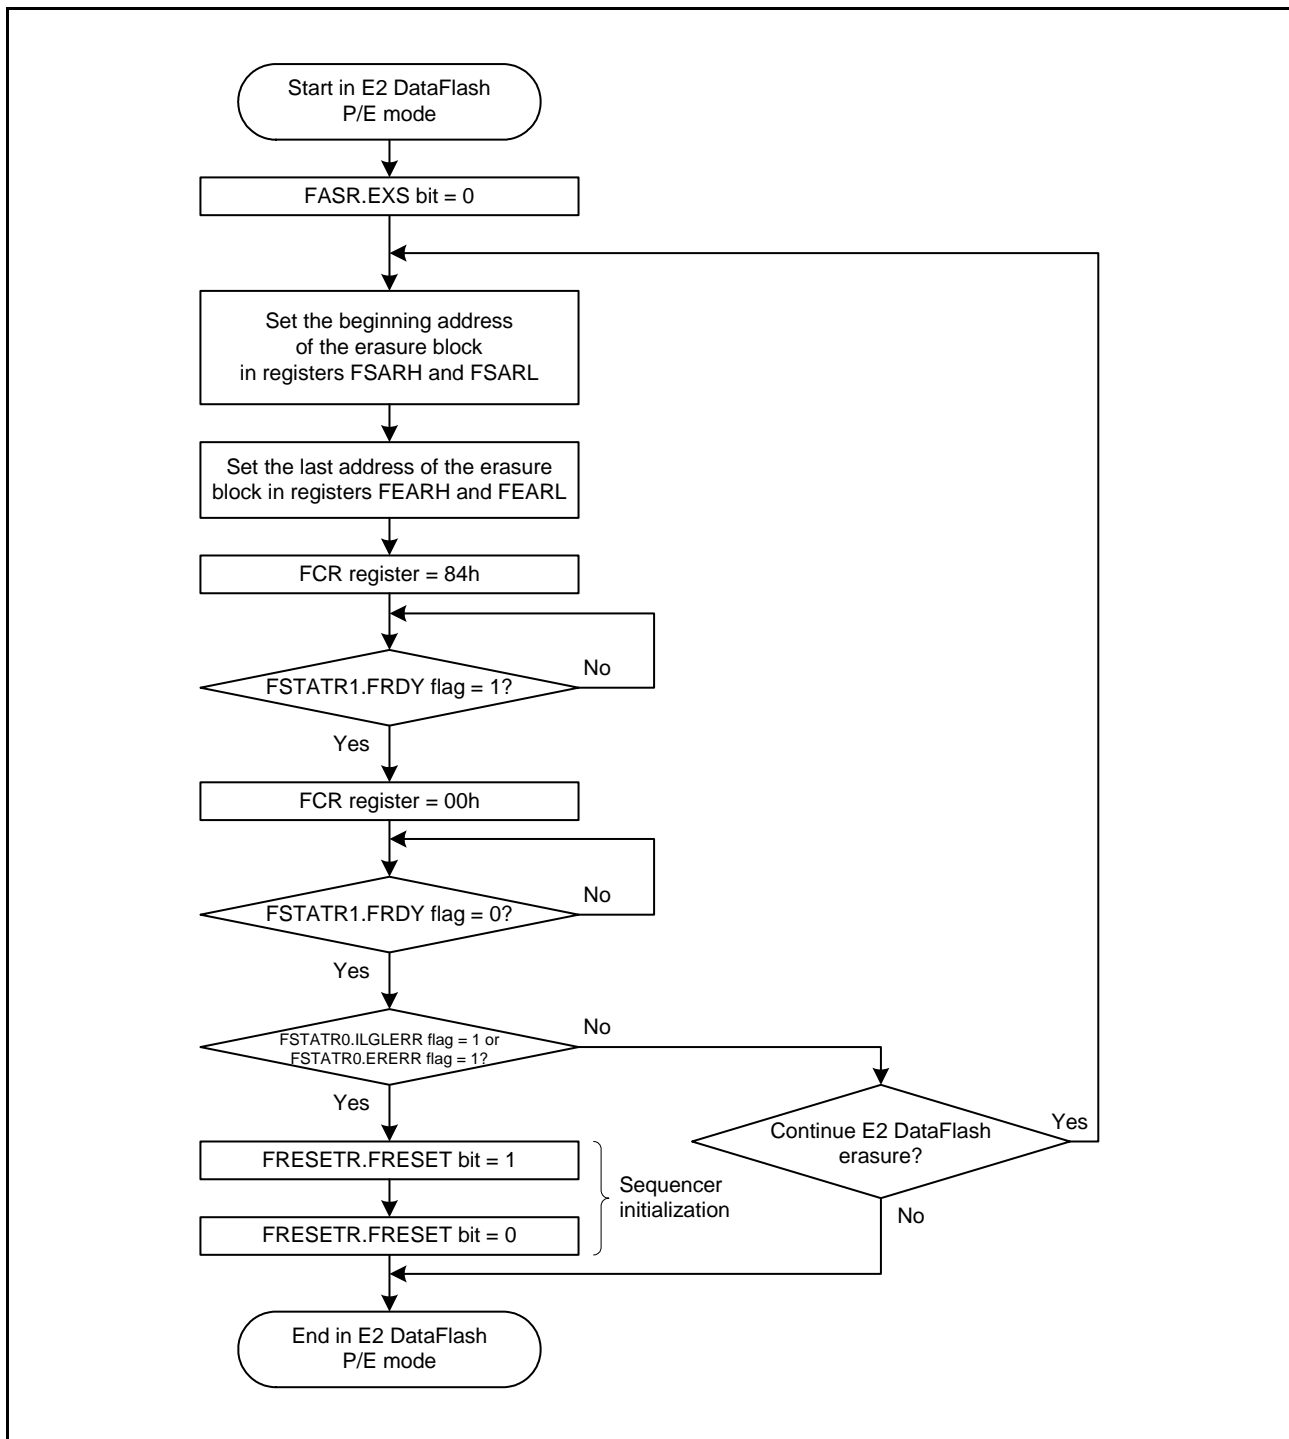 Start in E2 DataFlash
P/E mode
FASR.EXS bit = 0
Set the beginning address
of the erasure block
in registers FSARH and FSARL
Set the last address of the erasure
block in registers FEARH and FEARL
FCR register = 84h
FSTATR1.FRDY flag = 1?
No
Yes
FCR register = 00h
FSTATR1.FRDY flag = 0?
No
Yes
FSTATR0.ILGLERR flag = 1 or
FSTATR0.ERERR flag = 1?
No
Yes
Continue E2 DataFlash
erasure?
Yes
No
FRESETR.FRESET bit = 1
FRESETR.FRESET bit = 0
Sequencer
initialization
End in E2 DataFlash
P/E mode